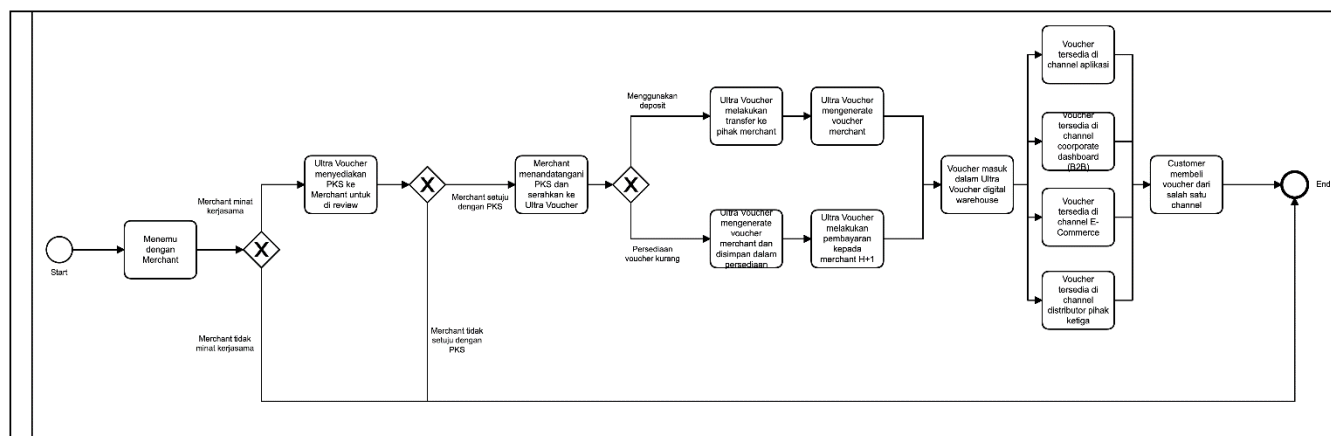 Start
Menemu
dengan
Merchant
Merchant minat
kerjasama
Merchant tidak
minat kerjasama
Ultra Voucher
menyediakan
PKS ke
Merchant untuk
di review
Merchant setuju
dengan PKS
Merchant tidak
setuju dengan
PKS
Merchant
menandatangani
PKS dan
serahkan ke
Ultra Voucher
Menggunakan
deposit
Persediaan
voucher kurang
Ultra Voucher
melakukan
transfer ke
pihak merchant
Ultra Voucher
mengenerate
voucher
merchant
Ultra Voucher
mengenerate
voucher
merchant dan
disimpan dalam
persediaan
Ultra Voucher
melakukan
pembayaran
kepada
merchant H+1
Voucher masuk
dalam Ultra
Voucher digital
warehouse
Voucher
tersedia di
channel aplikasi
Voucher
tersedia di
channel
coorporate
dashboard
(B2B)
Voucher
tersedia di
channel E-
Commerce
Voucher
tersedia di
channel
distributor pihak
ketiga
Customer
membeli
voucher dari
salah satu
channel
End